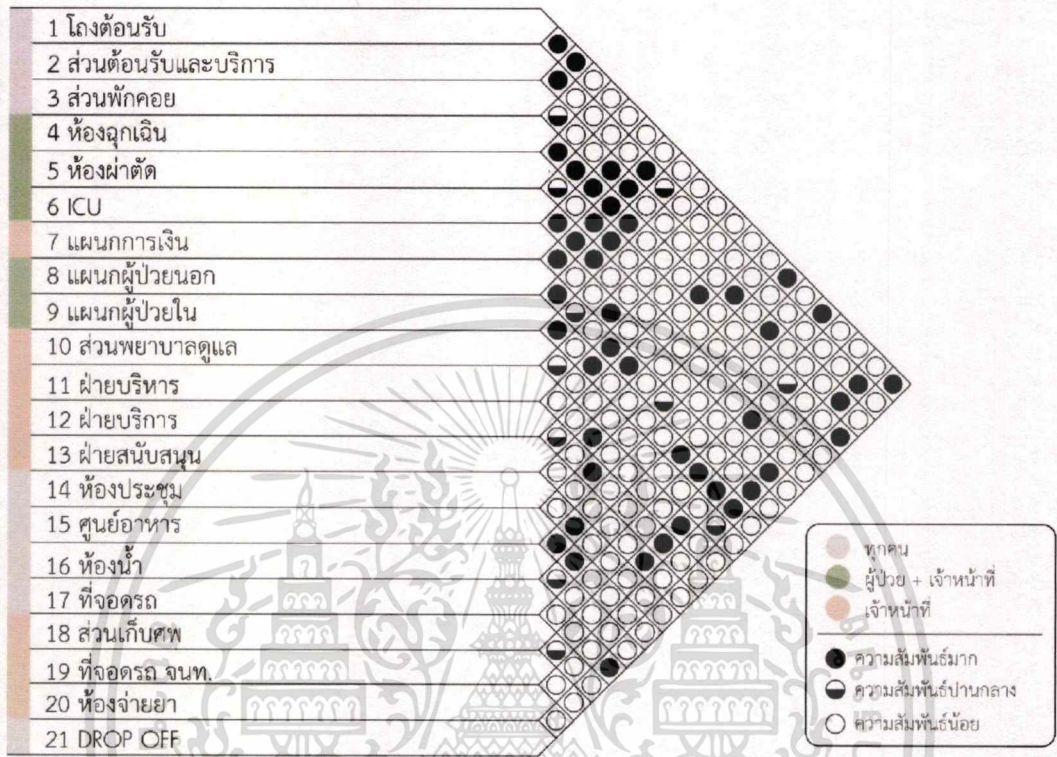 1 โถงต้อนรับ
2 ส่วนต้อนรับและบริการ
3 ส่วนพักคอย
4 ห้องฉุกเฉิน
5 ห้องผ่าตัด
6 ICU
7 แผนกการเงิน
8 แผนกผู้ป่วยนอก
9 แผนกผู้ป่วยใน
10 ส่วนพยาบาลดูแล
11 ฝ่ายบริหาร
12 ฝ่ายบริการ
13 ฝ่ายสนับสนุน
14 ห้องประชุม
15 ศูนย์อาหาร
16 ห้องน้ำ
17 ที่จอดรถ
18 ส่วนเก็บศพ
19 ที่จอดรถ จนท.
20 ห้องจ่ายยา
21 DROP OFF
ทุกคน
ผู้ป่วย + เจ้าหน้าที่
เจ้าหน้าที่
ความสัมพันธ์มาก
ความสัมพันธ์ปานกลาง
ความสัมพันธ์น้อย